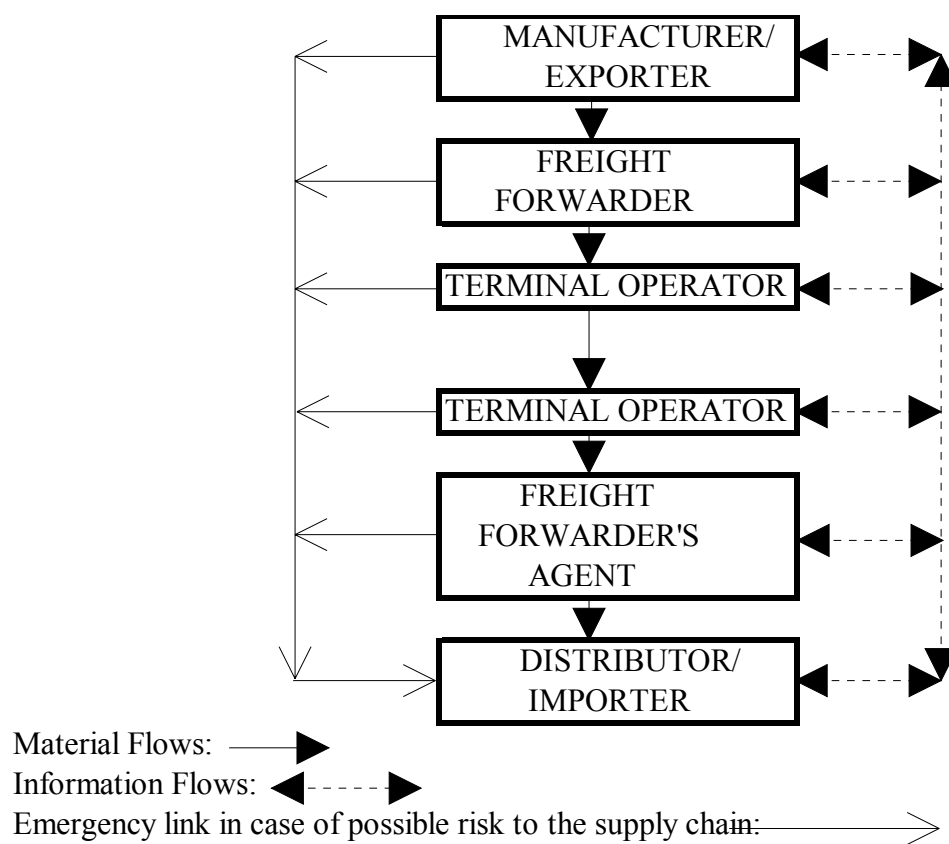 MANUFACTURER/
EXPORTER
FREIGHT
FORWARDER
TERMINAL OPERATOR
TERMINAL OPERATOR
FREIGHT
FORWARDER'S
AGENT
DISTRIBUTOR/
IMPORTER
Material Flows:
Information Flows:
Emergency link in case of possible risk to the supply chain: